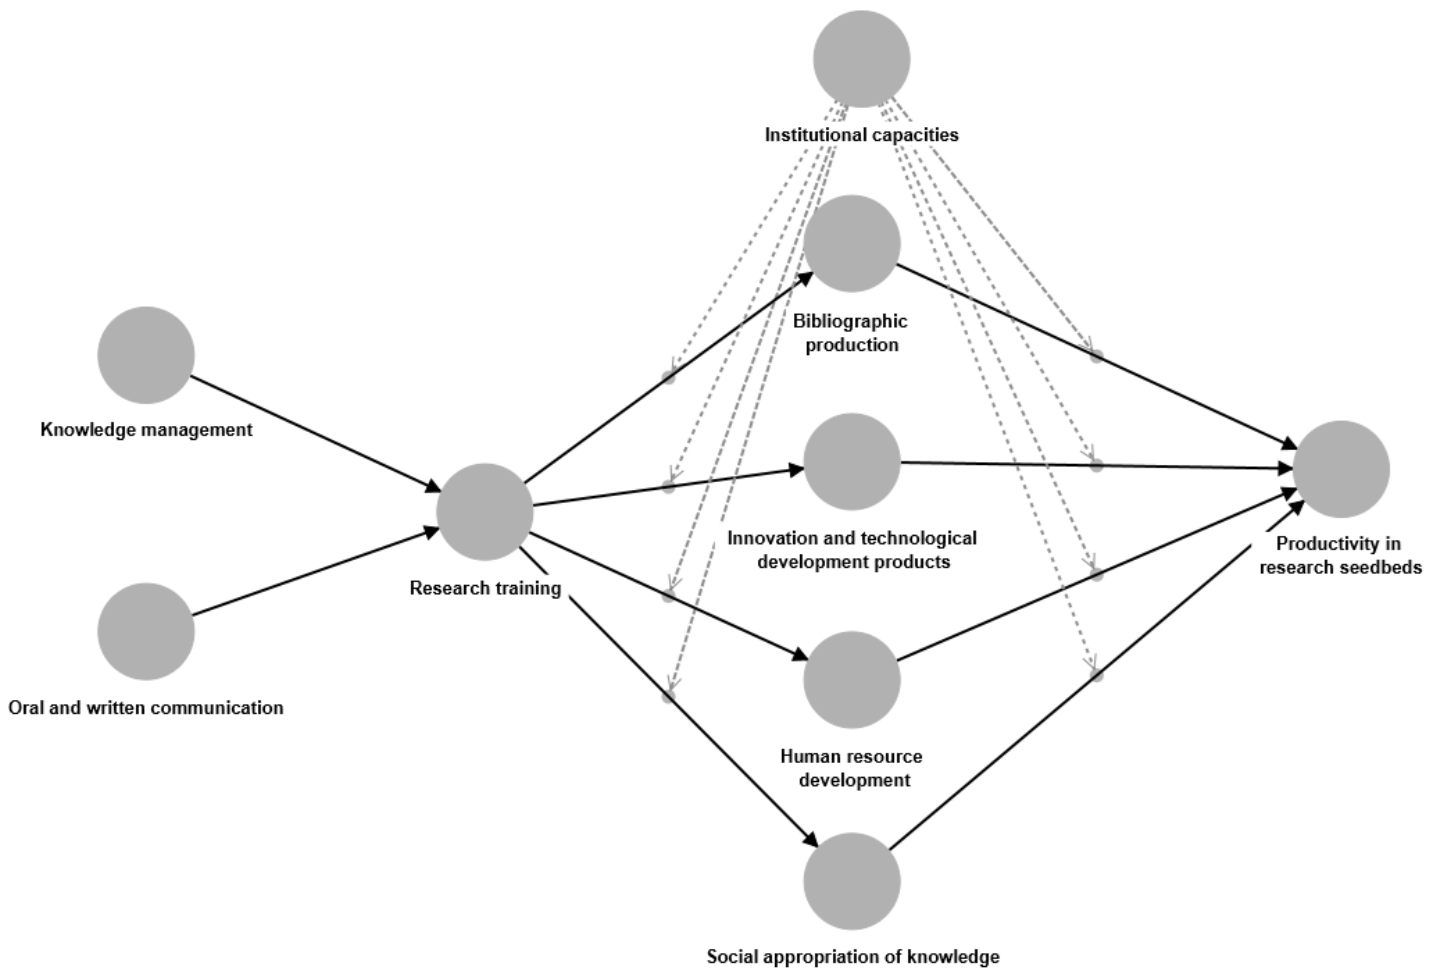 Institutional capacities
Bibliographic
production
Knowledge management
Innovation and technological
development products
Productivity in
research seedbeds
Research training
Oral and written communication
Human resource
development
Social appropriation of knowledge